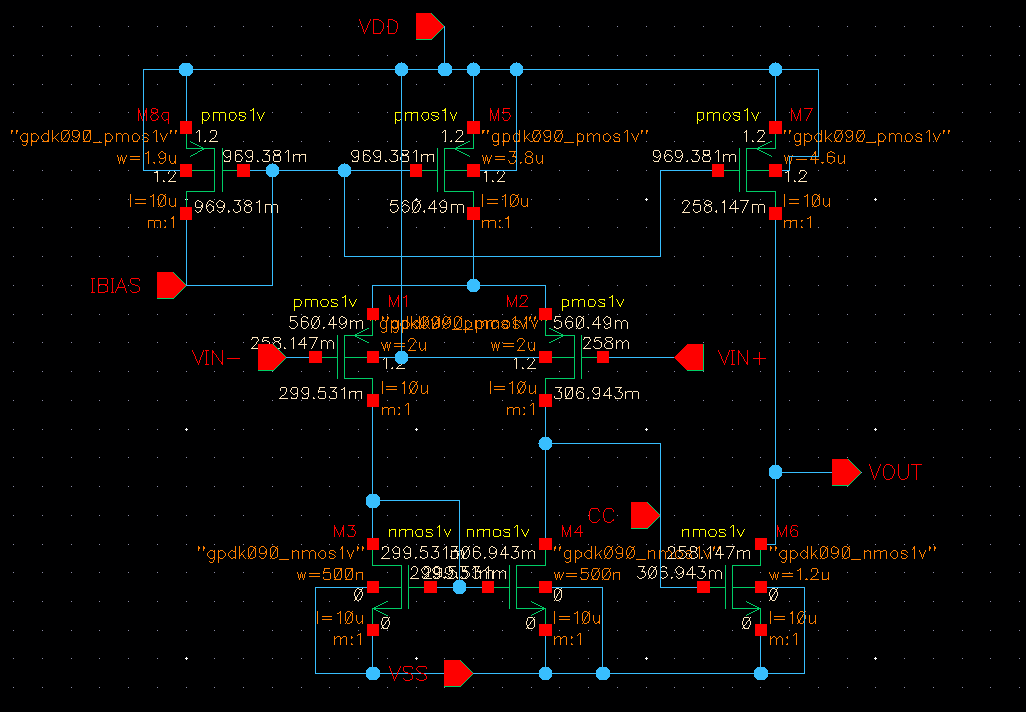 VDD
M8q pmos1v
"gpdk090_pmos1v"
1.2
w=1.9u
969.381m
1.2
l=10u
969.381m
m:1
M5
1.2
"gpdk090_pmos1v"
969.381m
w=3.8u
1.2
560.49m
l=10u
m:1
pmos1v M7
1.2
"gpdk090_pmos1v"
969.381m
w=4.6u
1.2
258.147m
l=10u
m:1
IBIAS
pmos1v M1
560.49m
258.147m
w=2u
VIN-
1.2
299.531m
l=10u
m:1
M2 pmos1v
560.49m
w=2u
258m
VIN+
1.2
l=10u
306.943m
m:1
VOUT
CC
M3 nmos1v
"gpdk090_nmos1v"
w=500n
0
0
l=10u
m:1
nmos1v M4
306.943m
w=500n
0
0
l=10u
m:1
nmos1v M6
258.147m
"gpdk090_nmos1v"
306.943m
w=1.2u
0
0
l=10u
m:1
VSS